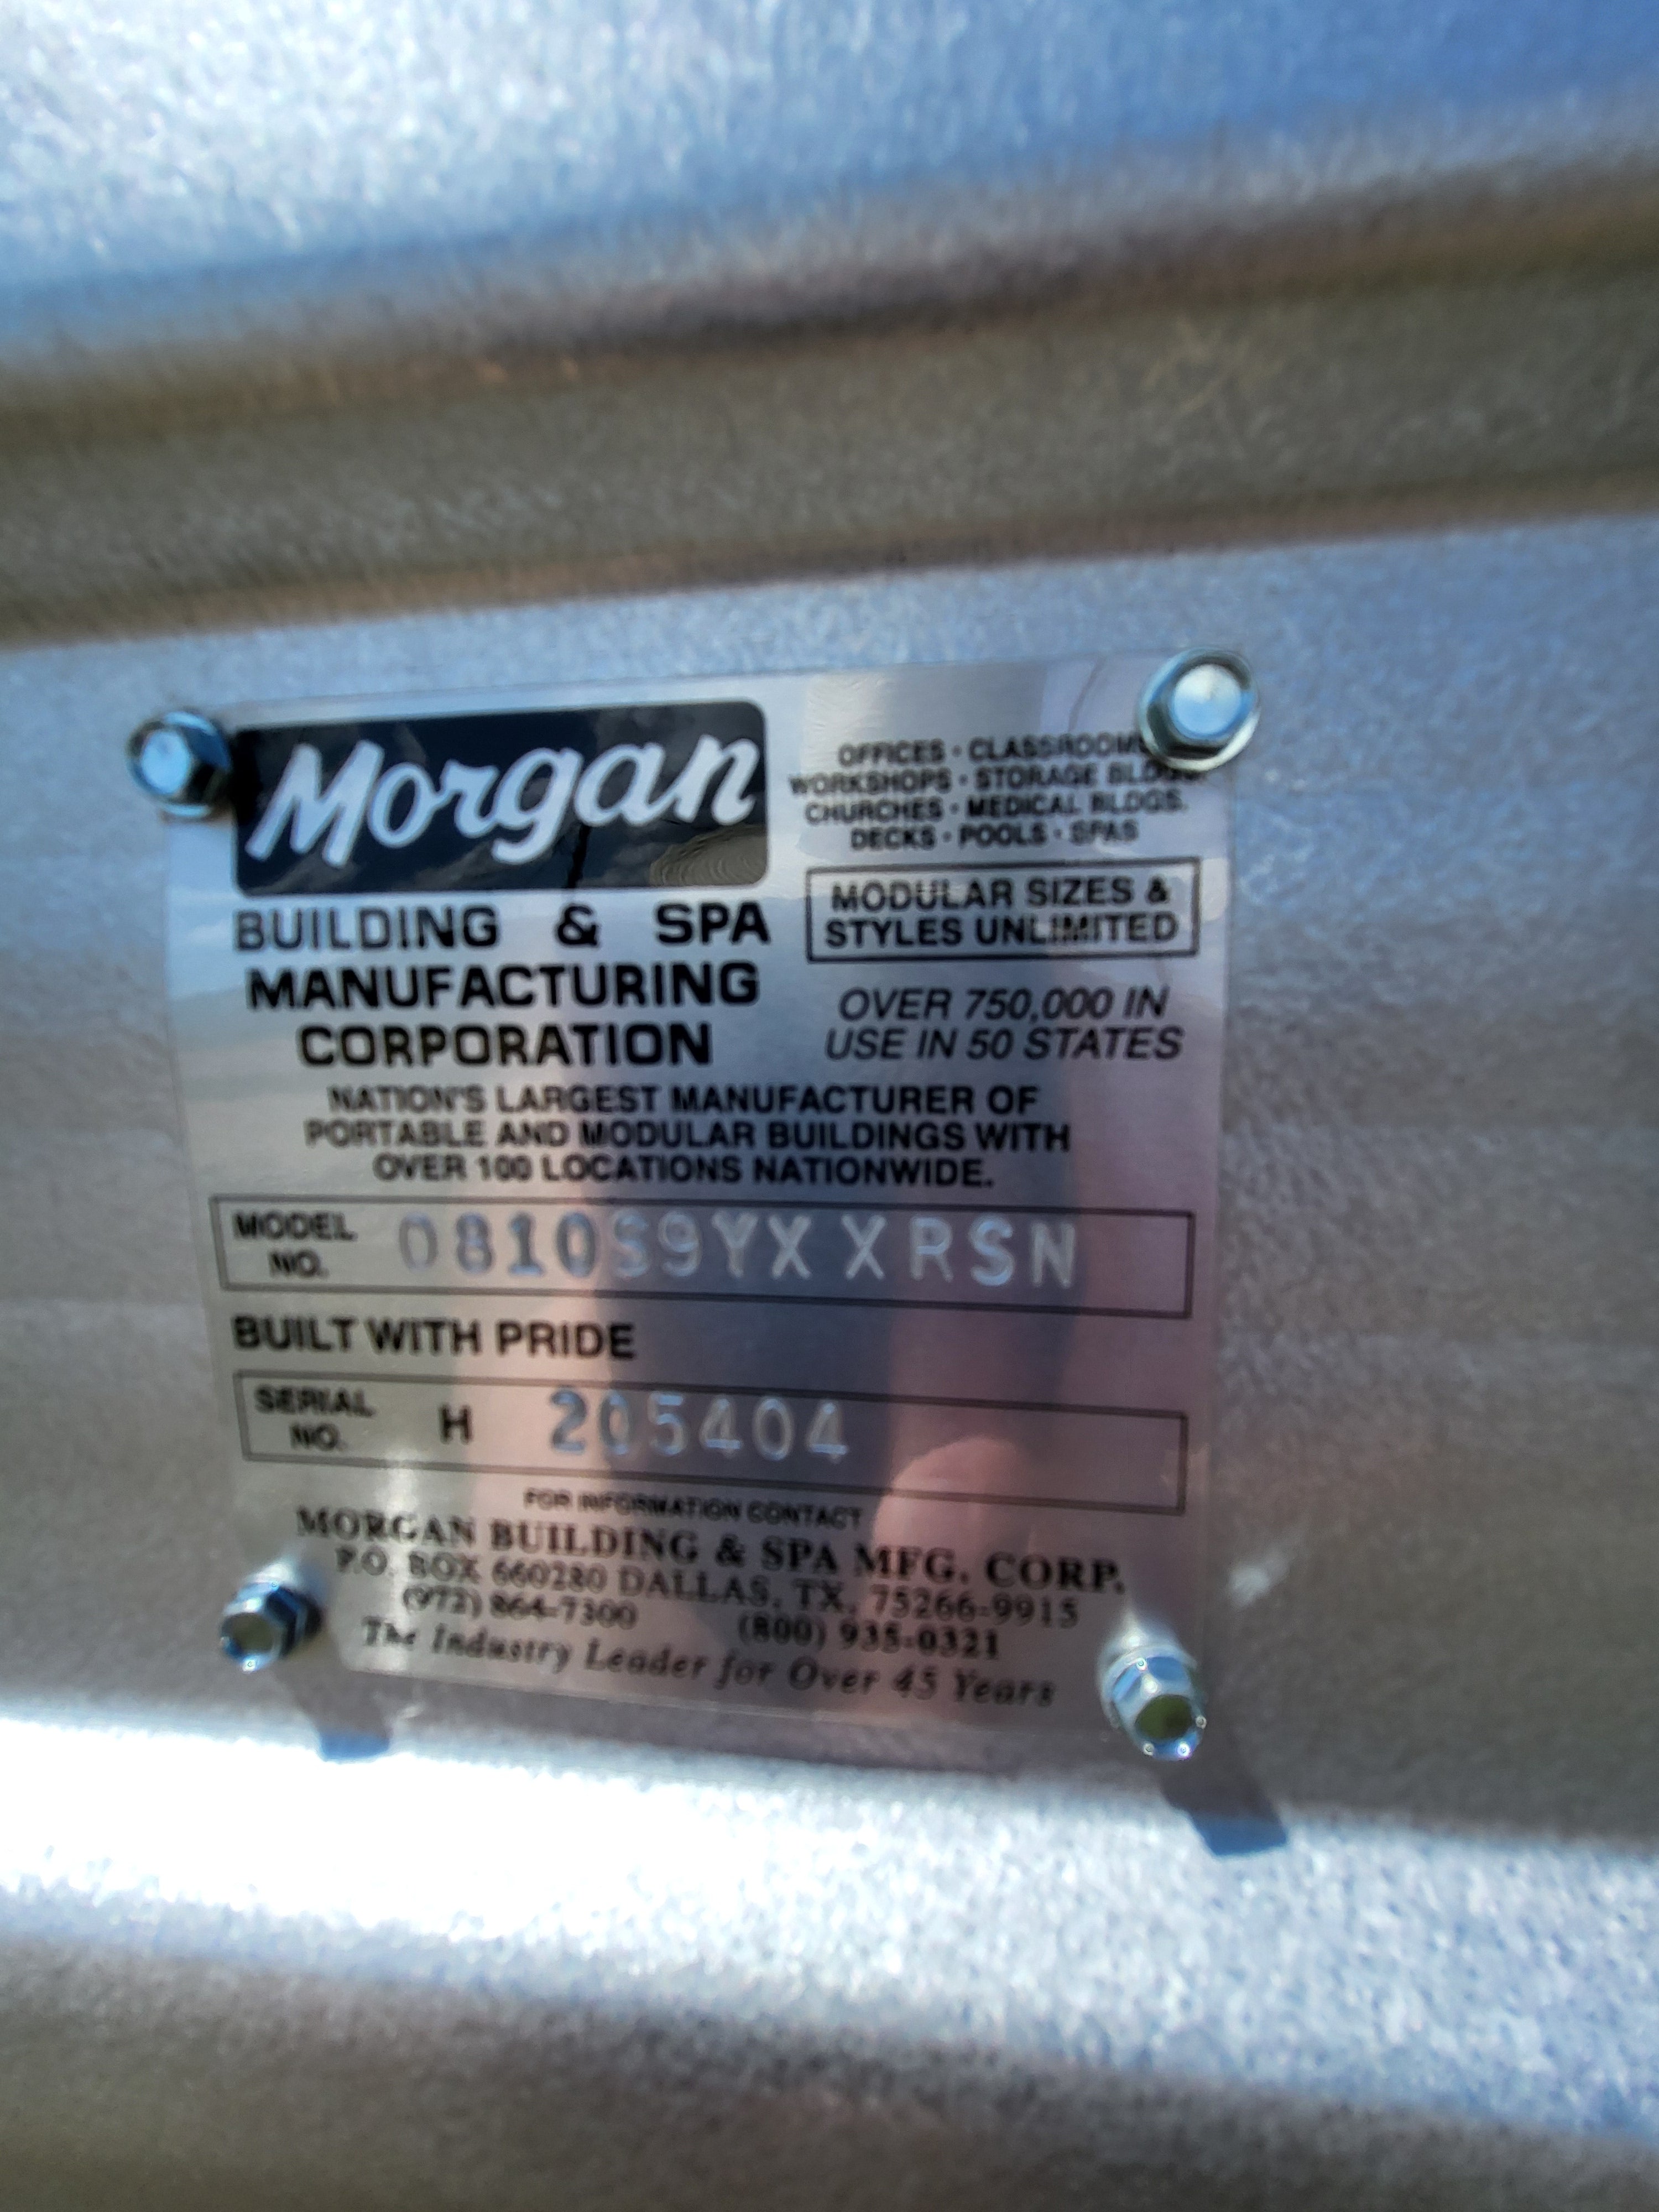 Morgan
BUILDING & SPA
MANUFACTURING
CORPORATION
OFFICES · CLASSROOMS
WORKSHOPS · STORAGE BLDGS.
CHURCHES · MEDICAL BLDGS.
DECKS · POOLS · SPAS
MODULAR SIZES &
STYLES UNLIMITED
OVER 750,000 IN
USE IN 50 STATES
NATION'S LARGEST MANUFACTURER OF
PORTABLE AND MODULAR BUILDINGS WITH
OVER 100 LOCATIONS NATIONWIDE.
MODEL NO. 0810S9YXXRSN
BUILT WITH PRIDE
SERIAL NO. H 205404
FOR INFORMATION CONTACT
MORGAN BUILDING & SPA MFG. CORP.
P.O. BOX 660280 DALLAS, TX. 75266-9915
(972) 864-7300 (800) 935-0321
The Industry Leader for Over 45 Years